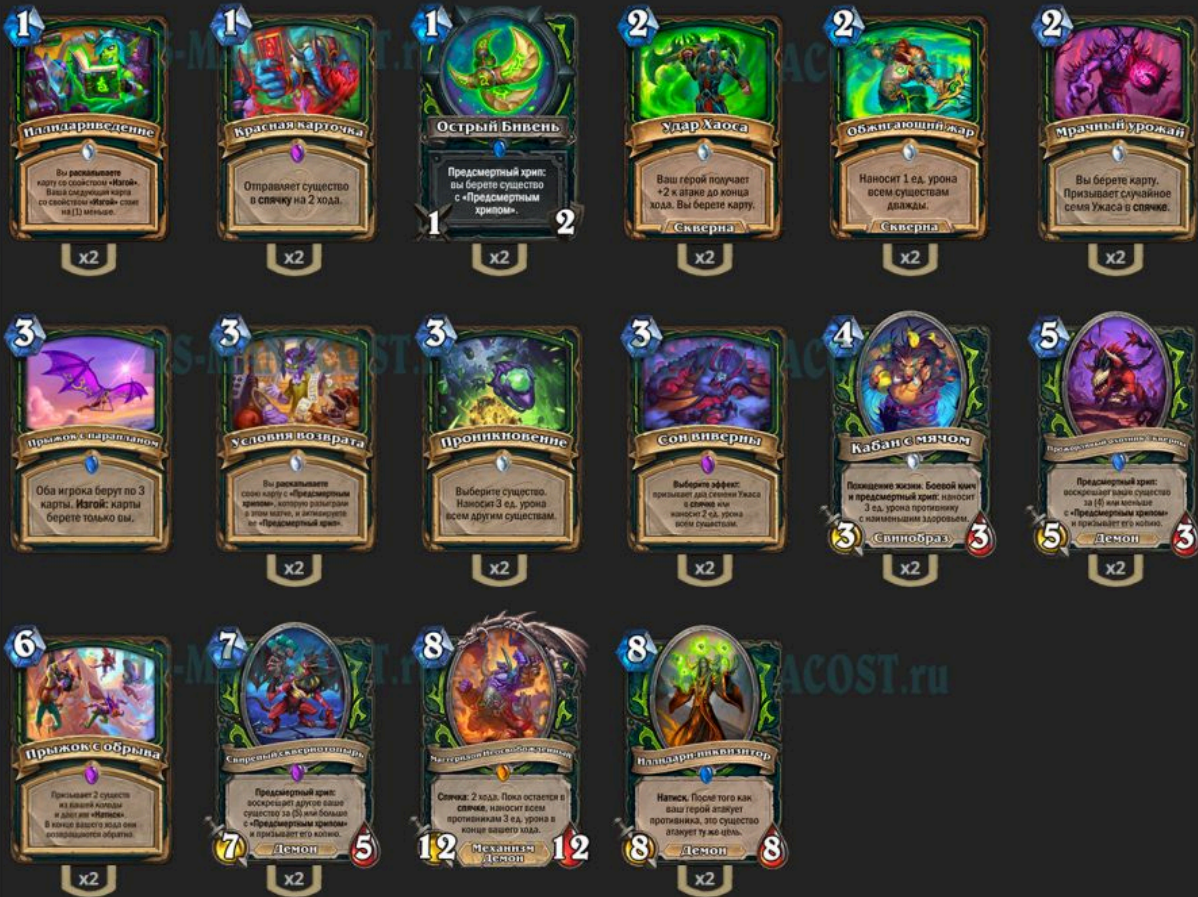 1
Иллидариведение
Вы раскапываете
карту со свойством «Изгой».
Ваша следующая карта
со свойством «Изгой» стоит
на (1) меньше.
x2
1
Красная карточка
Отправляет существо
в спячку на 2 хода.
x2
1
Острый Бивень
Предсмертный хрип:
вы берете существо
с «Предсмертным
хрипом».
1
2
x2
2
Удар Хаоса
Ваш герой получает
+2 к атаке до конца
хода. Вы берете карту.
Скверна
x2
2
Обжигающий жар
Наносит 1 ед. урона
всем существам
дважды.
Скверна
x2
2
Мрачный урожай
Вы берете карту.
Призывает случайное
семя Ужаса в спячке.
x2
3
Прыжок с парапланом
Оба игрока берут по 3
карты. Изгой: карты
берете только вы.
3
Условия возврата
Вы раскапываете
свою карту с «Предсмертным
хрипом», которую разыграли
в этом матче, и активируете
ее «Предсмертный хрип».
x2
3
Проникновение
Выберите существо.
Наносит 3 ед. урона
всем другим существам.
x2
3
Сон виверны
Выберите эффект:
призывает два семени Ужаса
в спячке или
наносит 2 ед. урона
всем существам.
x2
4
Кабан с мячом
Похищение жизни. Боевой клич
и предсмертный хрип: наносит
3 ед. урона противнику
с наименьшим здоровьем.
3
Свинобраз
3
x2
5
Прожорливый охотник скверны
Предсмертный хрип:
воскрешает ваше существо
за (4) или меньше
с «Предсмертным хрипом»
и призывает его копию.
5
Демон
3
x2
6
Прыжок с обрыва
Призывает 2 существ
из вашей колоды
и дает им «Натиск».
В конце вашего хода они
возвращаются обратно.
x2
7
Свирепый сквернотопырь
Предсмертный хрип:
воскрешает другое ваше
существо за (5) или больше
с «Предсмертным хрипом»
и призывает его копию.
7
Демон
5
x2
8
Магтеридон Неосвобожденный
Спячка: 2 хода. Пока остается в
спячке, наносит всем
противникам 3 ед. урона в
конце вашего хода.
12
Механизм
Демон
12
8
Иллидари-инквизитор
Натиск. После того как
ваш герой атакует
противника, это существо
атакует ту же цель.
8
Демон
8
x2